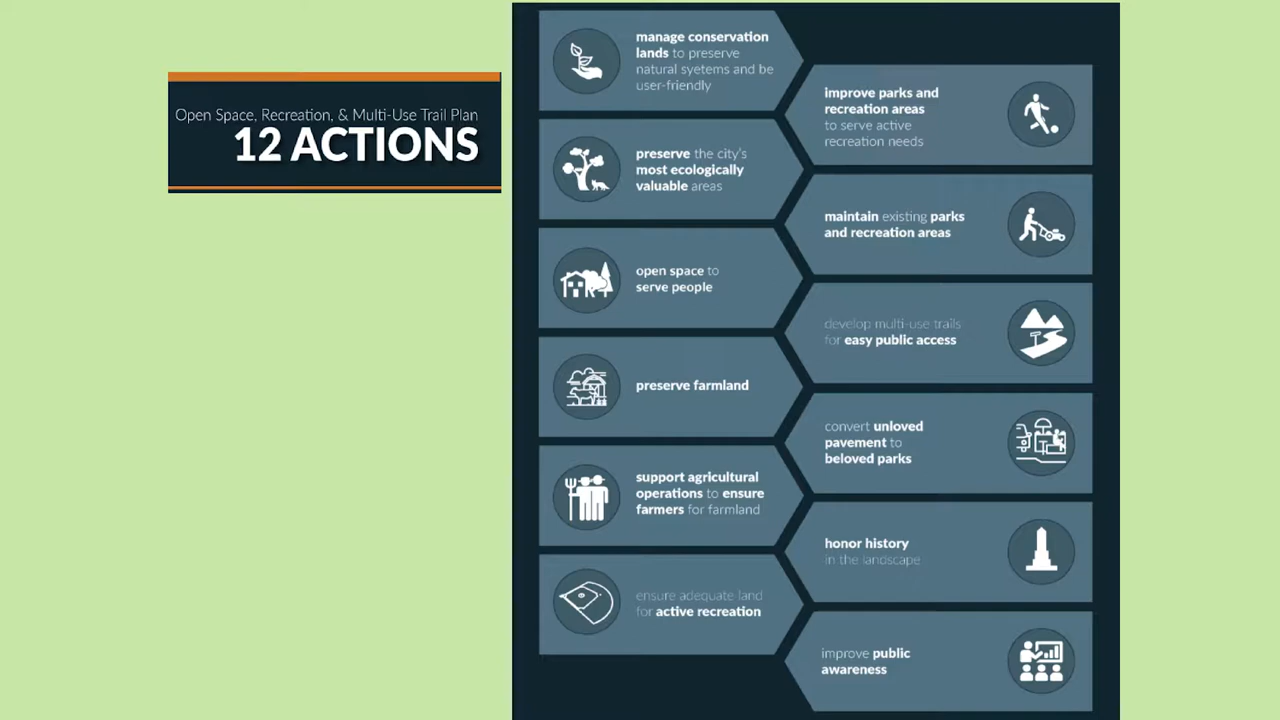 Open Space, Recreation, & Multi-Use Trail Plan
12 ACTIONS
manage conservation
lands to preserve
natural syetems and be
user-friendly
preserve the city's
most ecologically
valuable areas
open space to
serve people
preserve farmland
support agricultural
operations to ensure
farmers for farmland
ensure adequate land
for active recreation
improve parks and
recreation areas
to serve active
recreation needs
maintain existing parks
and recreation areas
develop multi-use trails
for easy public access
convert unloved
pavement to
beloved parks
honor history
in the landscape
improve public
awareness